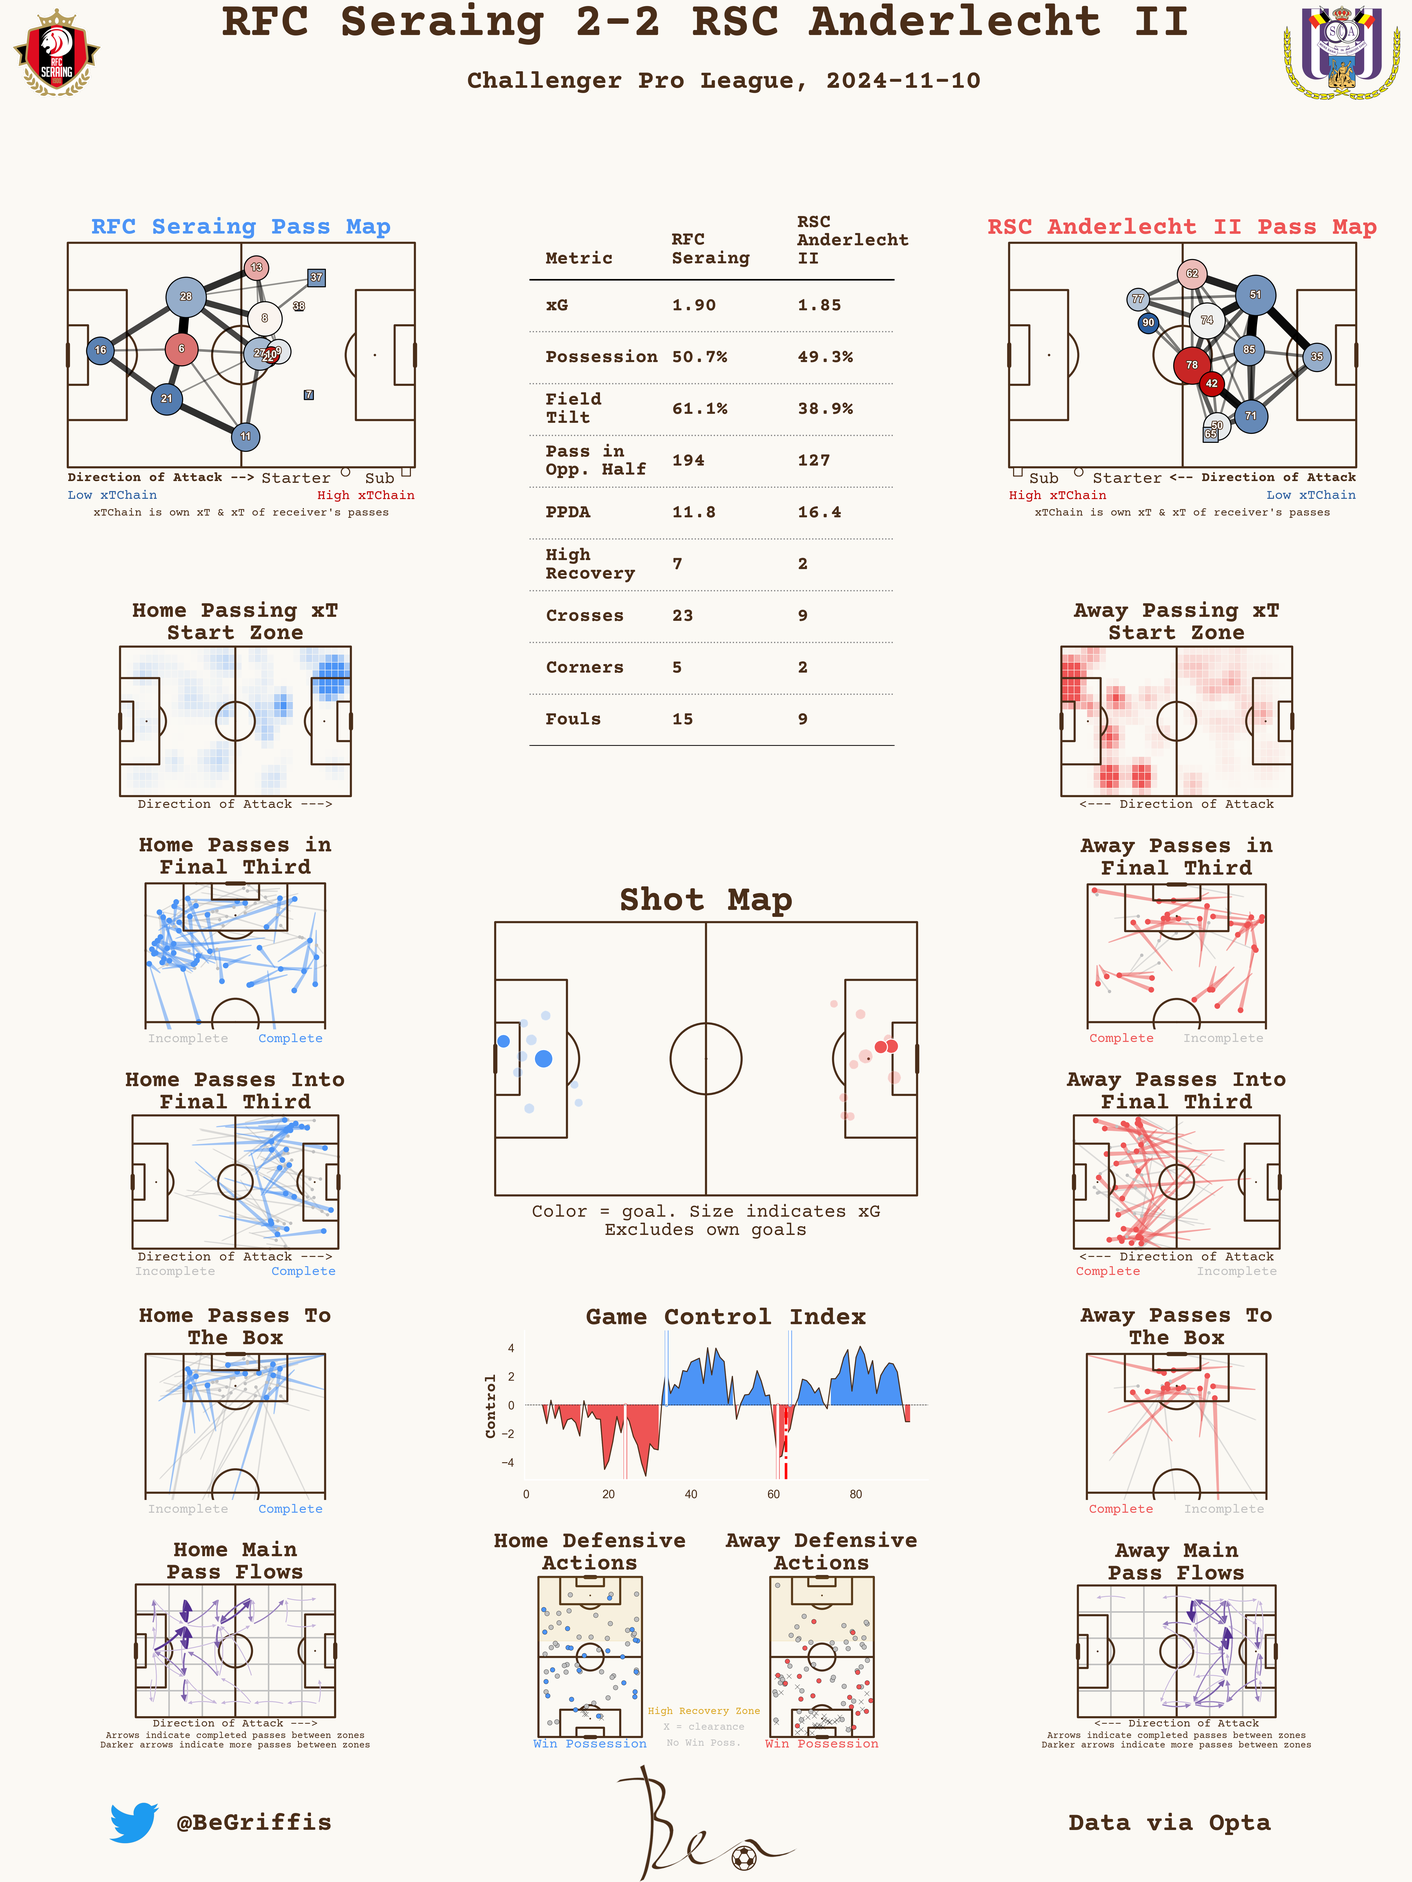 RFC Seraing 2-2 RSC Anderlecht II
Challenger Pro League, 2024-11-10
RFC
SERAING
RFC Seraing Pass Map
13
37
28
38
8
16
6
27
10
9
21
7
11
Direction of Attack --> Starter Sub
Low xTChain High xTChain
xTChain is own xT & xT of receiver's passes
Metric RFC Seraing RSC Anderlecht II
xG 1.90 1.85
Possession 50.7% 49.3%
Field Tilt 61.1% 38.9%
Pass in Opp. Half 194 127
PPDA 11.8 16.4
High Recovery 7 2
Crosses 23 9
Corners 5 2
Fouls 15 9
RSC Anderlecht II Pass Map
62
77
51
90
74
85
35
78
42
50
65
71
Sub Starter <-- Direction of Attack
High xTChain Low xTChain
xTChain is own xT & xT of receiver's passes
Home Passing xT
Start Zone
Direction of Attack --->
Away Passing xT
Start Zone
<--- Direction of Attack
Home Passes in
Final Third
Incomplete Complete
Away Passes in
Final Third
Complete Incomplete
Shot Map
Color = goal. Size indicates xG
Excludes own goals
Home Passes Into
Final Third
Direction of Attack --->
Incomplete Complete
Away Passes Into
Final Third
<--- Direction of Attack
Complete Incomplete
Home Passes To
The Box
Incomplete Complete
Game Control Index
Control
4
2
0
−2
−4
0 20 40 60 80
Away Passes To
The Box
Complete Incomplete
Home Main
Pass Flows
Direction of Attack --->
Arrows indicate completed passes between zones
Darker arrows indicate more passes between zones
Home Defensive
Actions
Win Possession
High Recovery Zone
X = clearance
No Win Poss.
Away Defensive
Actions
Win Possession
Away Main
Pass Flows
<--- Direction of Attack
Arrows indicate completed passes between zones
Darker arrows indicate more passes between zones
@BeGriffis
Ben
Data via Opta